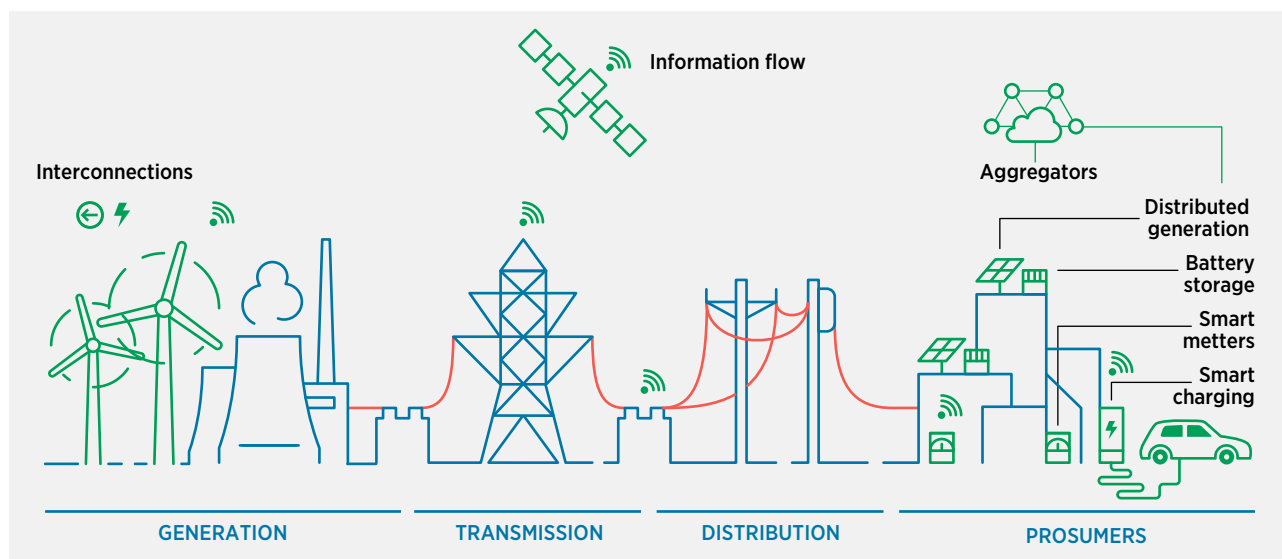 Information flow
Interconnections
Aggregators
Distributed
generation
Battery
storage
Smart
metters
Smart
charging
GENERATION
TRANSMISSION
DISTRIBUTION
PROSUMERS